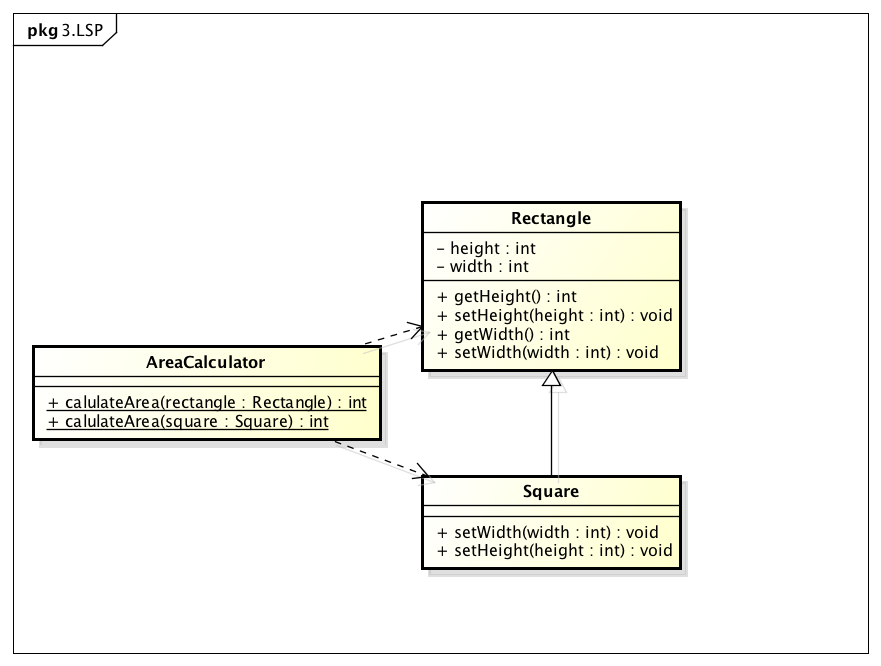 pkg 3.LSP
Rectangle
- height : int
- width : int
+ getHeight() : int
+ setHeight(height : int) : void
+ getWidth() : int
+ setWidth(width : int) : void
AreaCalculator
+ calulateArea(rectangle : Rectangle) : int
+ calulateArea(square : Square) : int
Square
+ setWidth(width : int) : void
+ setHeight(height : int) : void